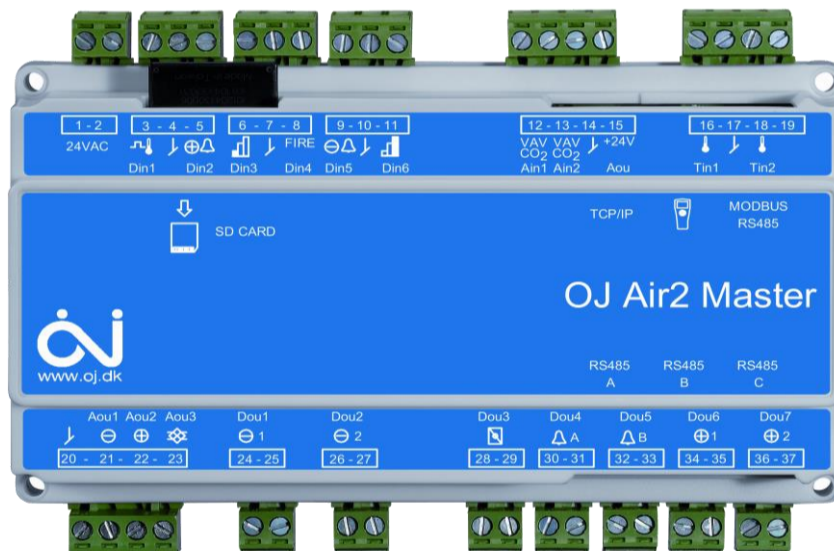 1 - 2
3 - 4 - 5
6 - 7 - 8
9 - 10 - 11
12 - 13 - 14 - 15
16 - 17 - 18 - 19
24VAC
FIRE
VAV VAV +24V
CO2 CO2
Din1 Din2 Din3 Din4 Din5 Din6 Ain1 Ain2 Aou Tin1 Tin2
SD CARD
TCP/IP
MODBUS
RS485
OJ Air2 Master
OJ
www.oj.dk
RS485
A
RS485
B
RS485
C
Aou1 Aou2 Aou3 Dou1 Dou2 Dou3 Dou4 Dou5 Dou6 Dou7
1 2 A B 1 2
20 - 21 - 22 - 23
24 - 25
26 - 27
28 - 29
30 - 31
32 - 33
34 - 35
36 - 37